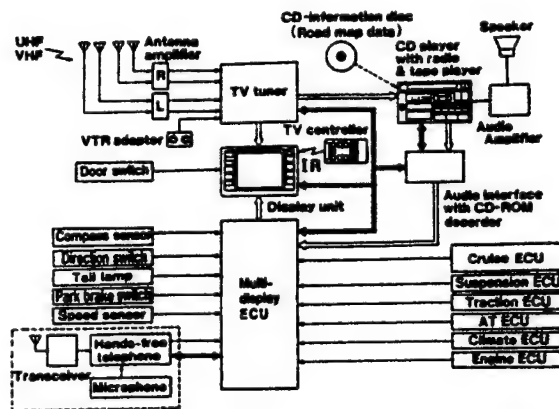 UHF
VHF
Antenna
amplifier
R
L
VTR adaptor
TV tuner
CD-information disc
(Road map data)
CD player
with radio
& tape player
Speaker
Audio
Amplifier
TV controller
IR
Door switch
Display unit
Audio interface
with CD-ROM
decorder
Compass sensor
Direction switch
Tail lamp
Park brake switch
Speed sensor
Multi-
display
ECU
Cruise ECU
Suspension ECU
Traction ECU
AT ECU
Climate ECU
Engine ECU
Hands-free
telephone
Transceiver
Microphone